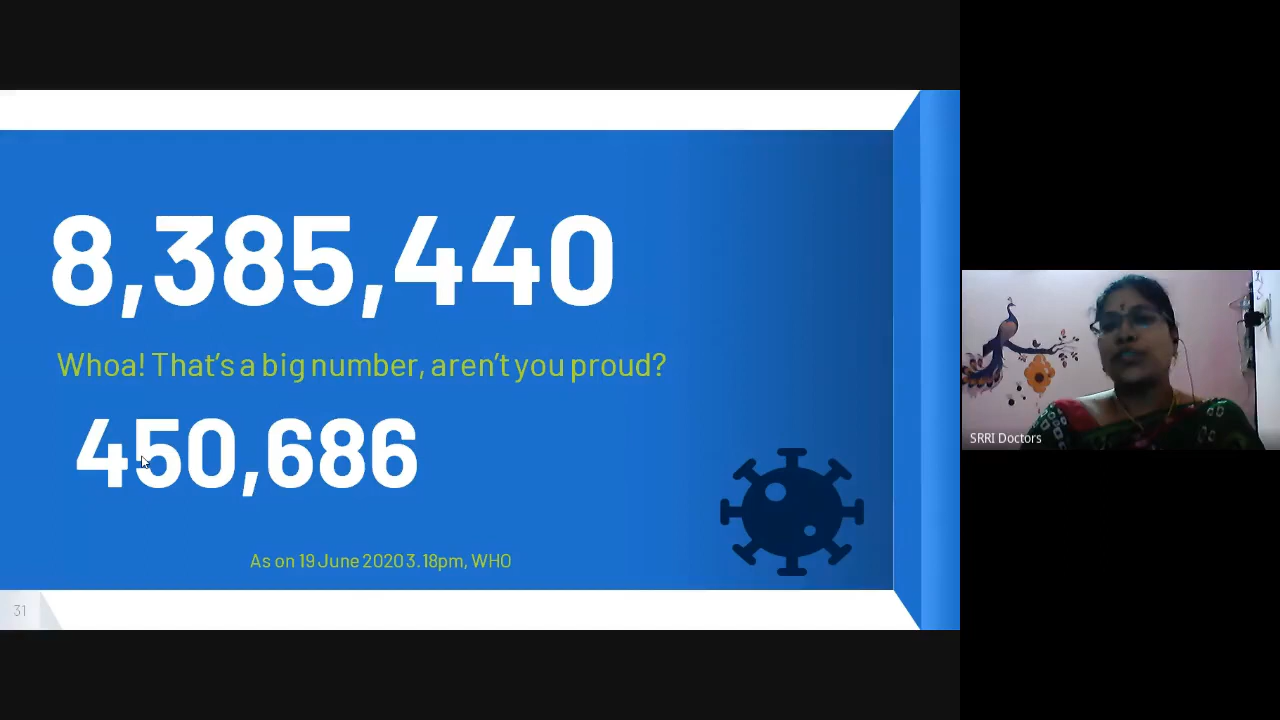 8,385,440
Whoa! That's a big number, aren't you proud?
450,686
As on 19 June 2020 3.18pm, WHO
31
SRRI Doctors